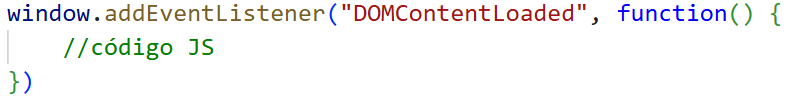 window.addEventListener("DOMContentLoaded", function() {
    //código JS
})